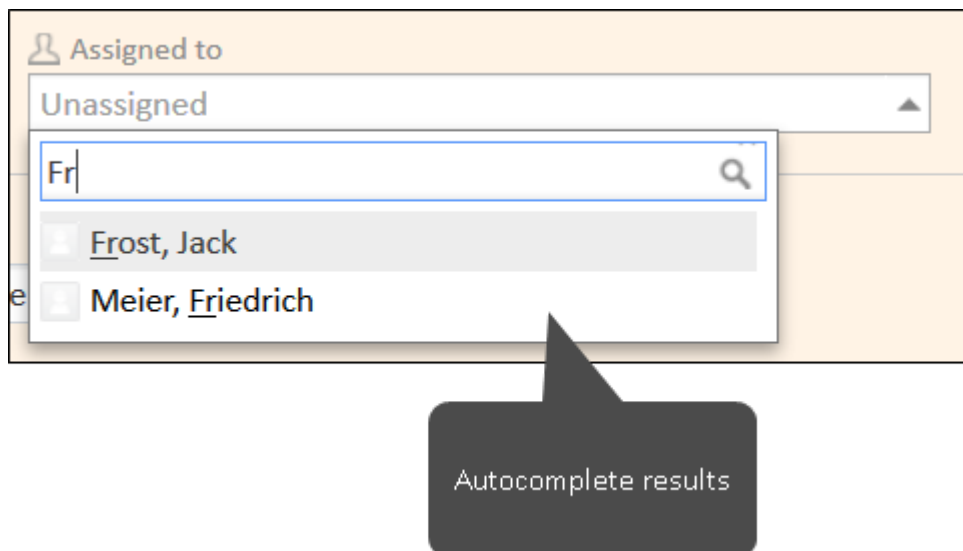 Assigned to
Unassigned
Fr
Frost, Jack
e
Meier, Friedrich
Autocomplete results